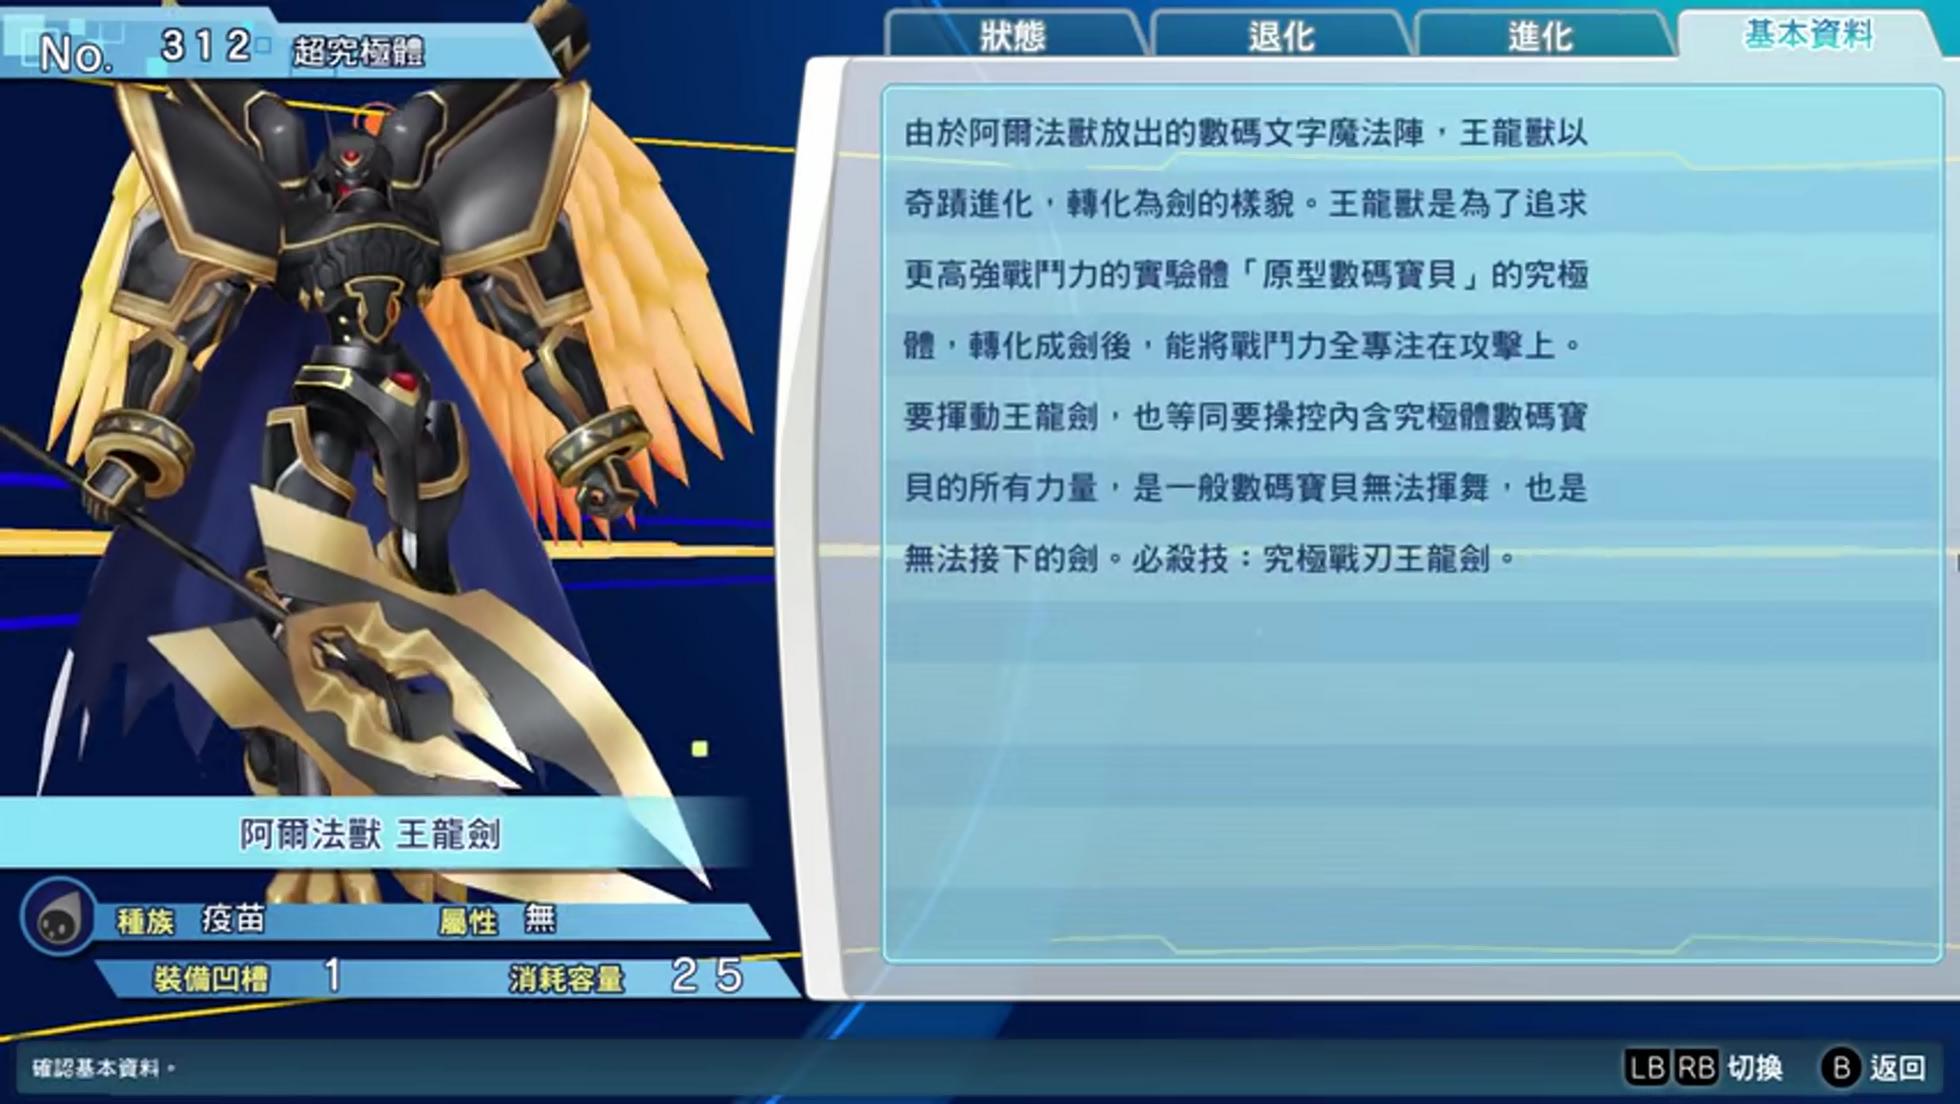 No. 312 超究極體
狀態
退化
進化
基本資料
由於阿爾法獸放出的數碼文字魔法陣，王龍獸以
奇蹟進化，轉化為劍的樣貌。王龍獸是為了追求
更高強戰鬥力的實驗體「原型數碼寶貝」的究極
體，轉化成劍後，能將戰鬥力全專注在攻擊上。
要揮動王龍劍，也等同要操控內含究極體數碼寶
貝的所有力量，是一般數碼寶貝無法揮舞，也是
無法接下的劍。必殺技：究極戰刃王龍劍。
阿爾法獸 王龍劍
種族 疫苗 屬性 無
裝備凹槽 1 消耗容量 25
確認基本資料。
LB RB 切換 B 返回